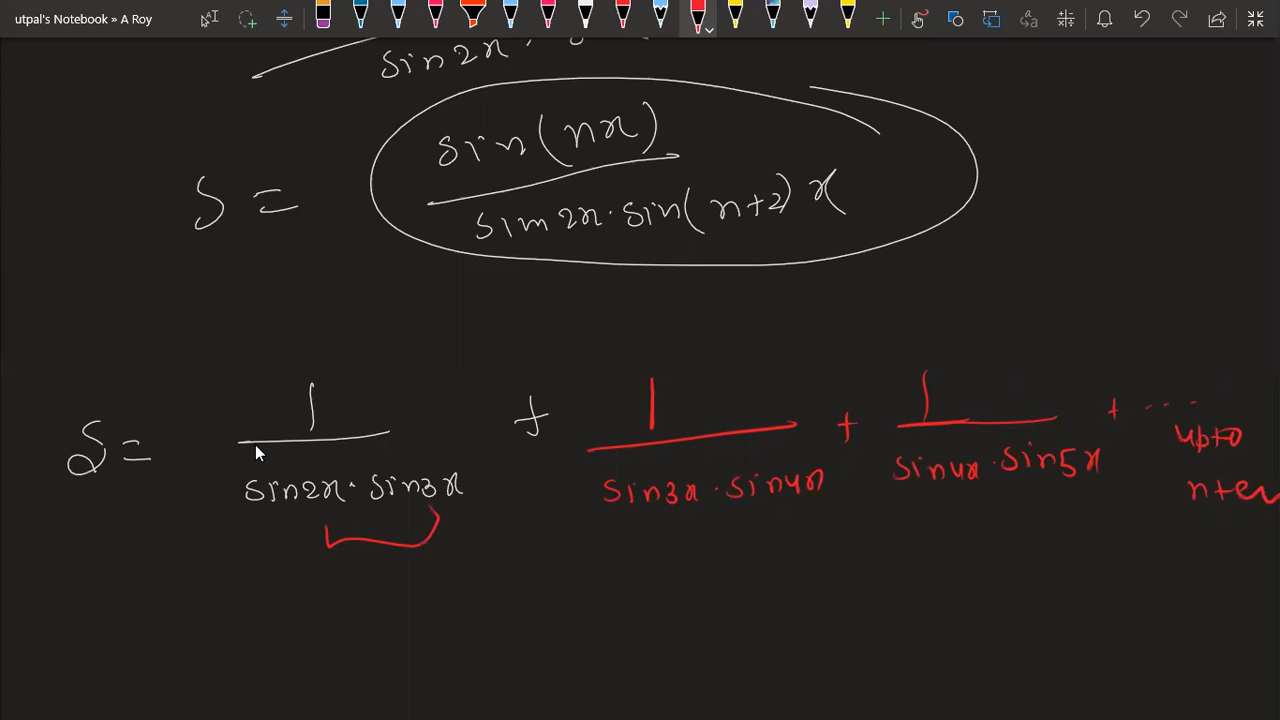 utpal's Notebook » A Roy
sin2x .
S = sin(nx) / sin2x · sin(n+2)x
S = 1 / sin2x · sin3x + 1 / sin3x · sin4x + 1 / sin4x · sin5x + ...
upto
n